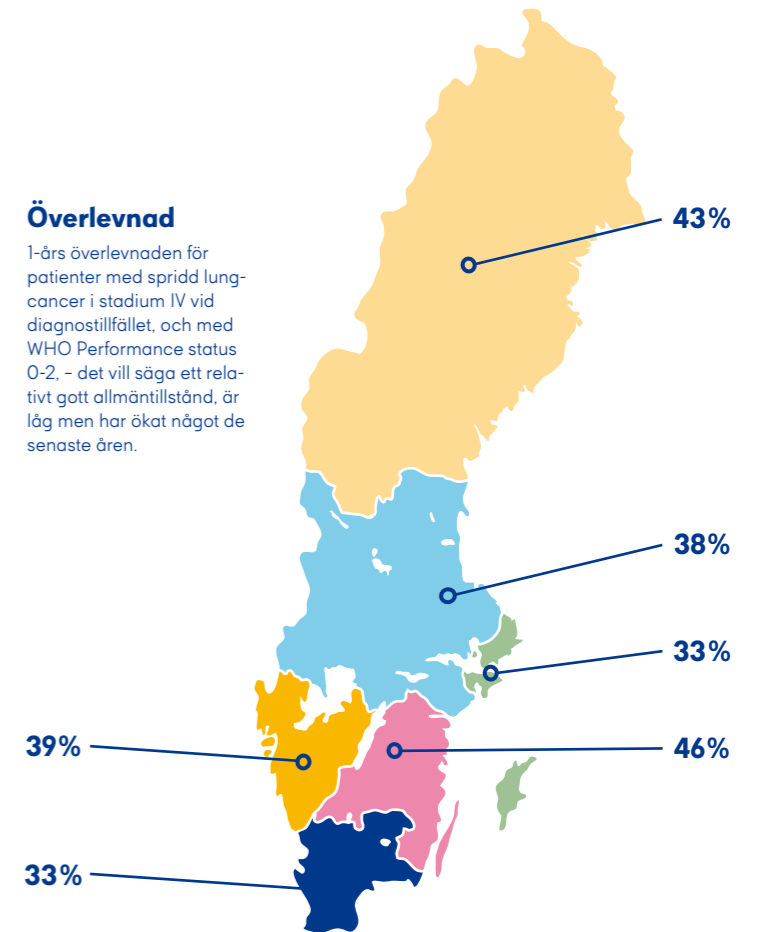 Överlevnad
1-års överlevnaden för
patienter med spridd lung-
cancer i stadium IV vid
diagnostillfället, och med
WHO Performance status
0-2, – det vill säga ett rela-
tivt gott allmäntillstånd, är
låg men har ökat något de
senaste åren.
43%
38%
33%
39%
46%
33%